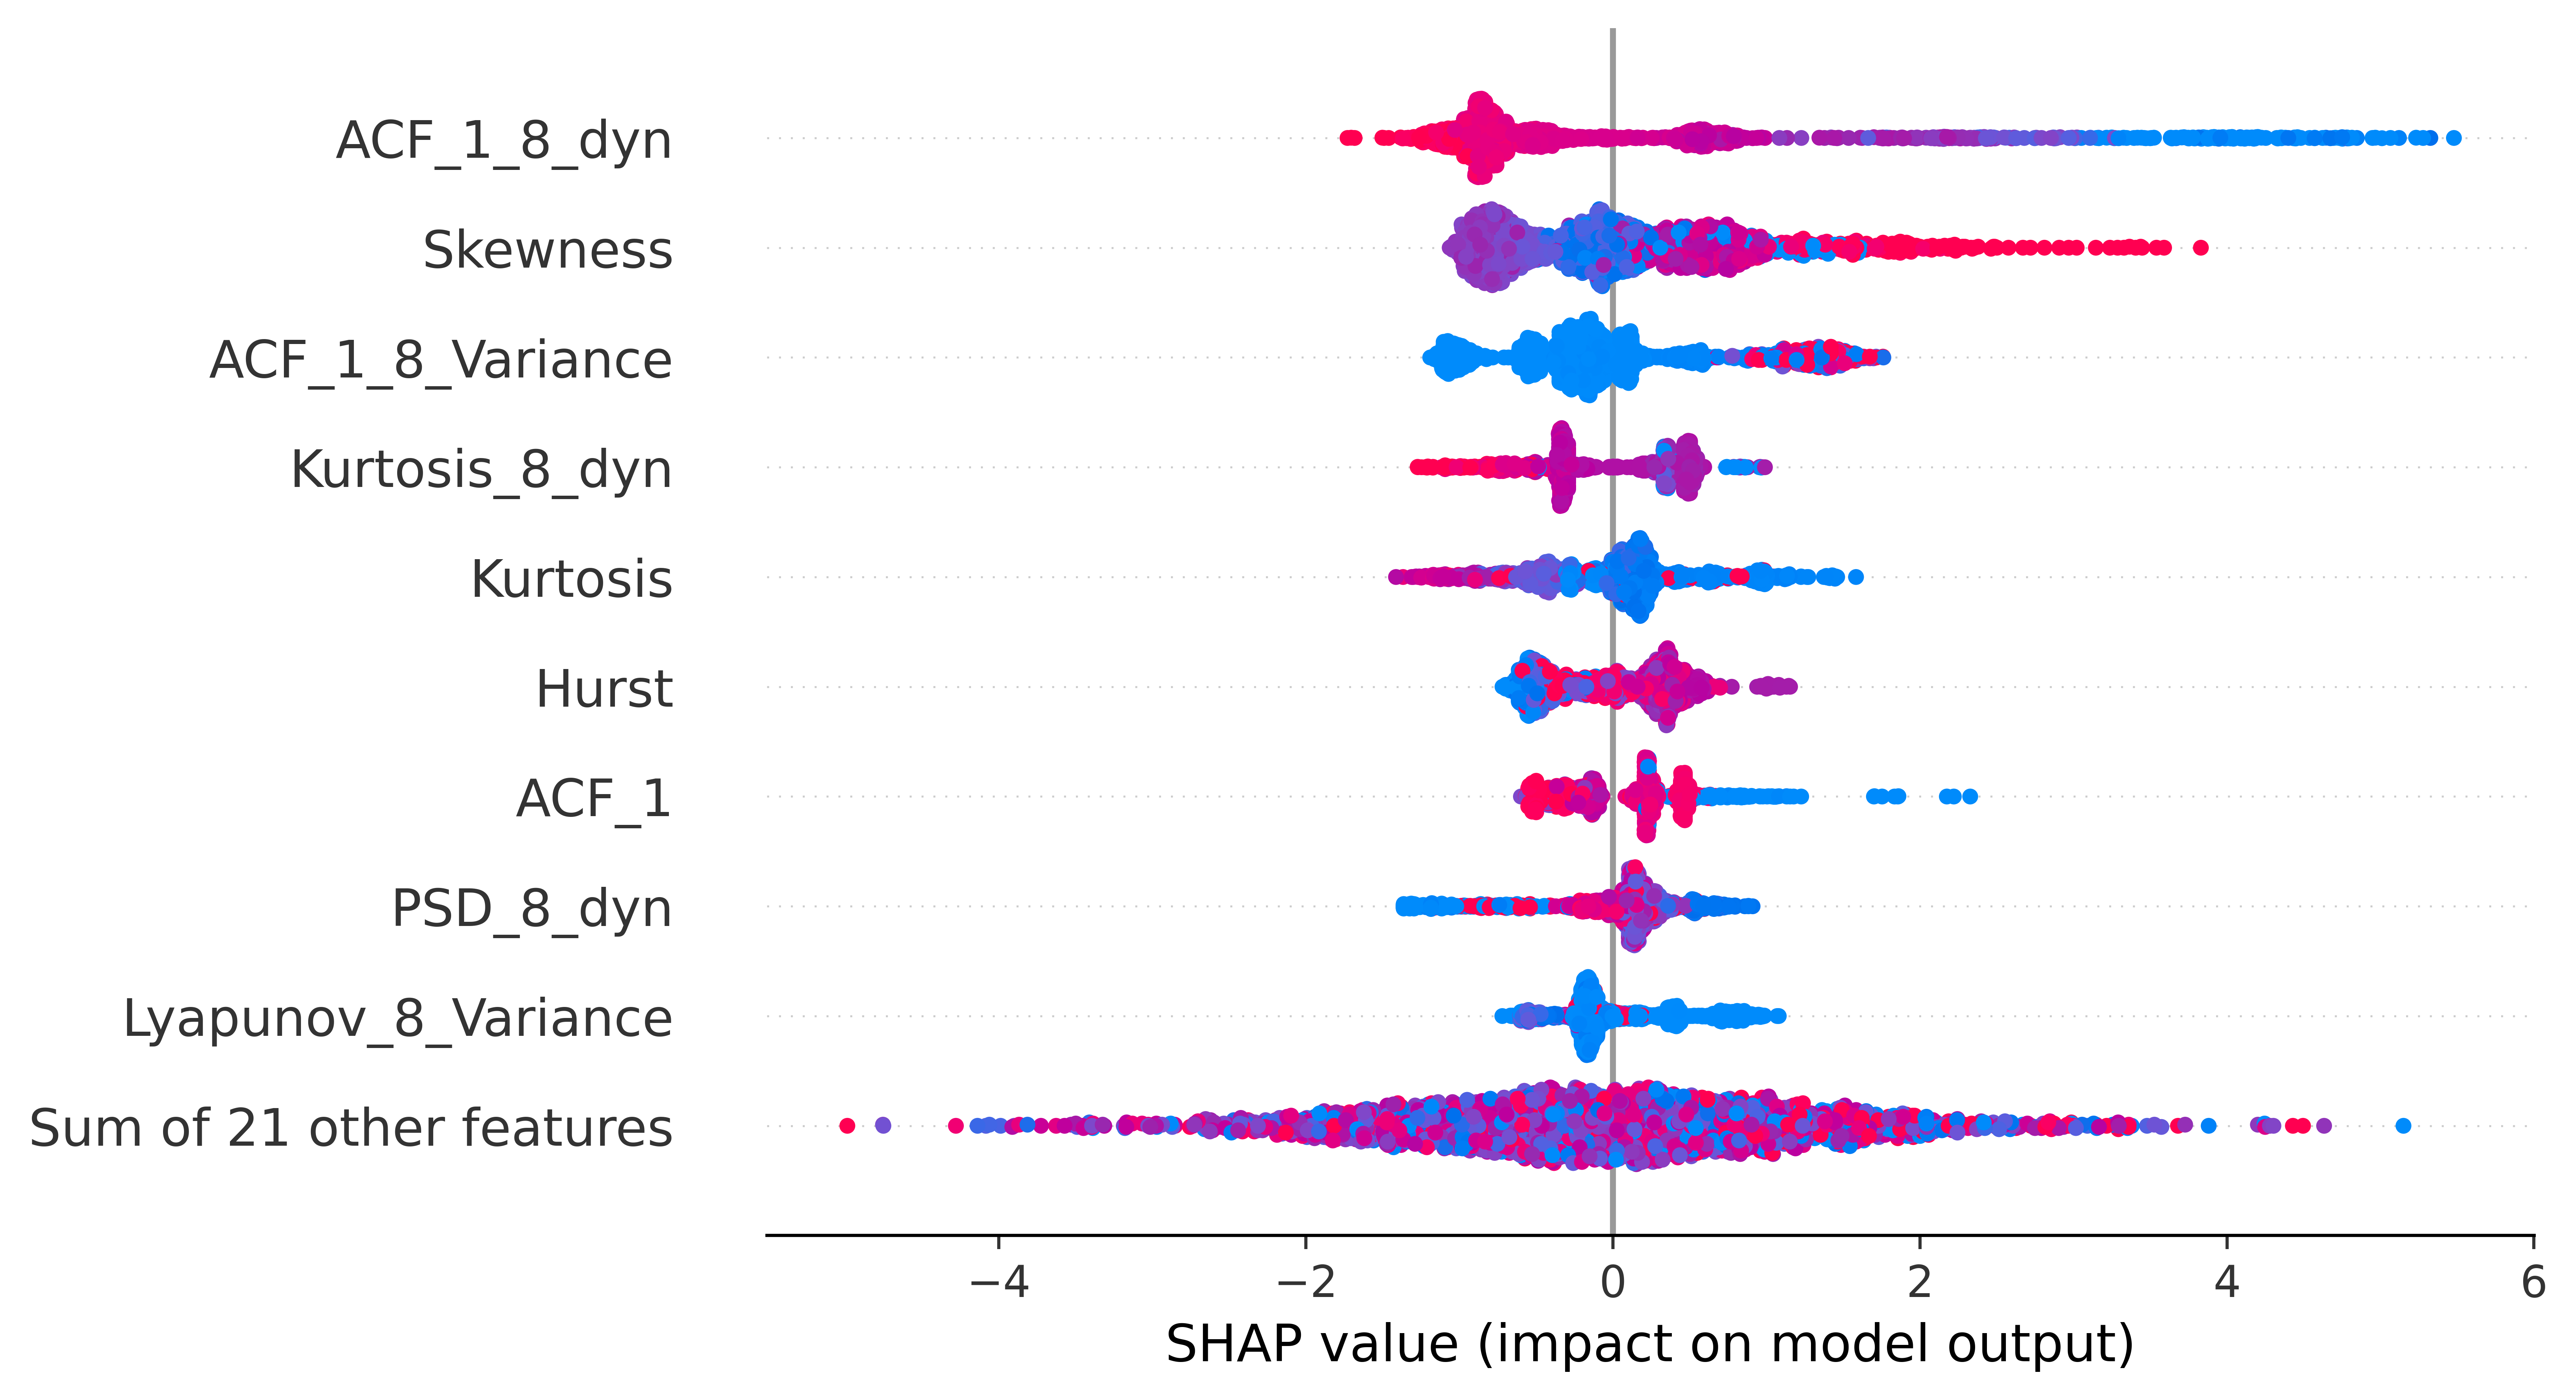 ACF_1_8_dyn
Skewness
ACF_1_8_Variance
Kurtosis_8_dyn
Kurtosis
Hurst
ACF_1
PSD_8_dyn
Lyapunov_8_Variance
Sum of 21 other features
−4 −2 0 2 4 6
SHAP value (impact on model output)